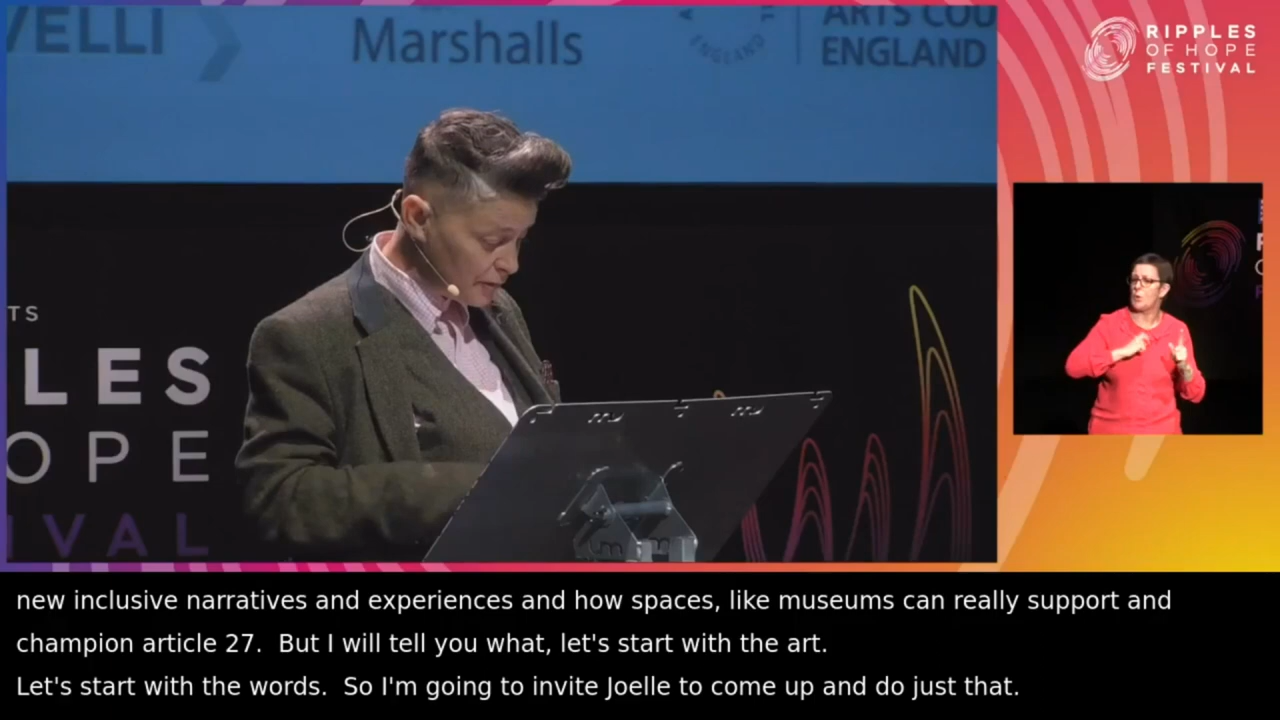 VELLI
Marshalls
ENGLAND
ARTS COU
ENGLAND
RIPPLES
OF HOPE
FESTIVAL
TS
LES
OPE
IVAL
new inclusive narratives and experiences and how spaces, like museums can really support and
champion article 27.  But I will tell you what, let's start with the art.
Let's start with the words.  So I'm going to invite Joelle to come up and do just that.